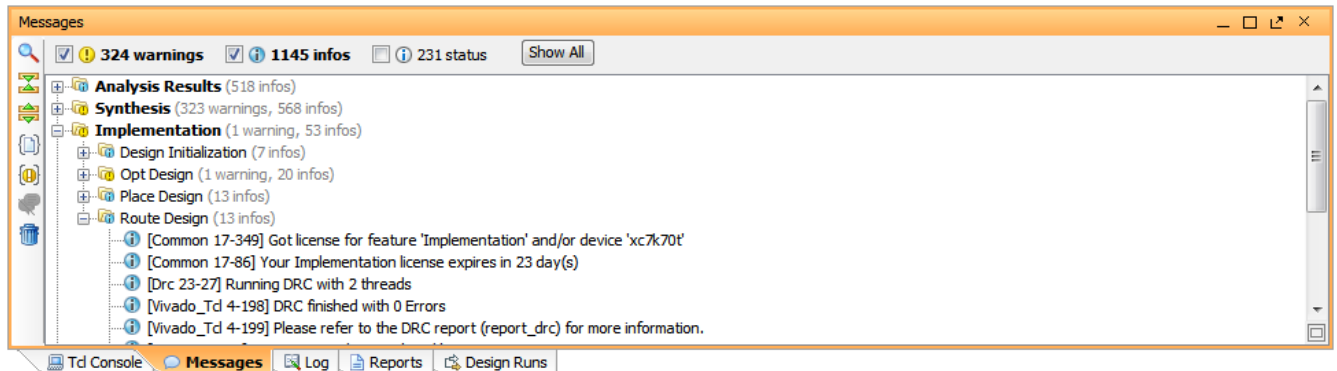 Messages
324 warnings 1145 infos 231 status Show All
Analysis Results (518 infos)
Synthesis (323 warnings, 568 infos)
Implementation (1 warning, 53 infos)
Design Initialization (7 infos)
Opt Design (1 warning, 20 infos)
Place Design (13 infos)
Route Design (13 infos)
[Common 17-349] Got license for feature 'Implementation' and/or device 'xc7k70t'
[Common 17-86] Your Implementation license expires in 23 day(s)
[Drc 23-27] Running DRC with 2 threads
[Vivado_Tcl 4-198] DRC finished with 0 Errors
[Vivado_Tcl 4-199] Please refer to the DRC report (report_drc) for more information.
Tcl Console Messages Log Reports Design Runs